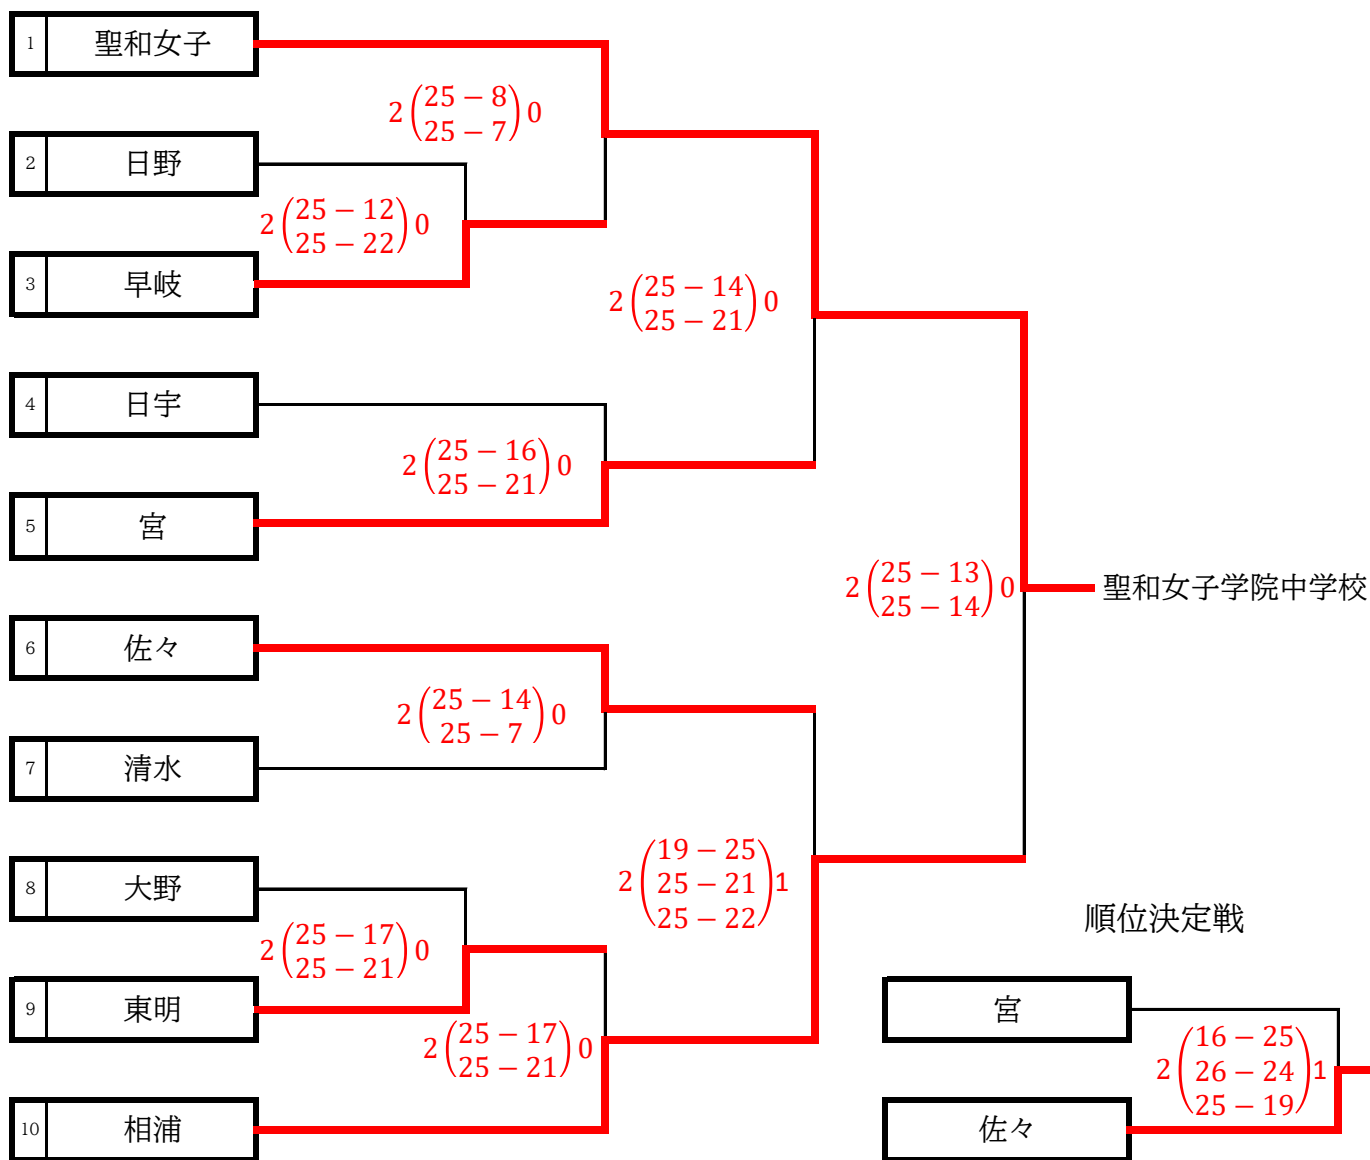 1 聖和女子
2 (25 − 8) 0
(25 − 7)
2 日野
2 (25 − 12) 0
(25 − 22)
3 早岐
2 (25 − 14) 0
(25 − 21)
4 日宇
2 (25 − 16) 0
(25 − 21)
5 宮
2 (25 − 13) 0
(25 − 14)
聖和女子学院中学校
6 佐々
2 (25 − 14) 0
(25 − 7)
7 清水
2 (19 − 25) 1
(25 − 21)
(25 − 22)
8 大野
2 (25 − 17) 0
(25 − 21)
9 東明
2 (25 − 17) 0
(25 − 21)
10 相浦
順位決定戦
宮
2 (16 − 25) 1
(26 − 24)
(25 − 19)
佐々